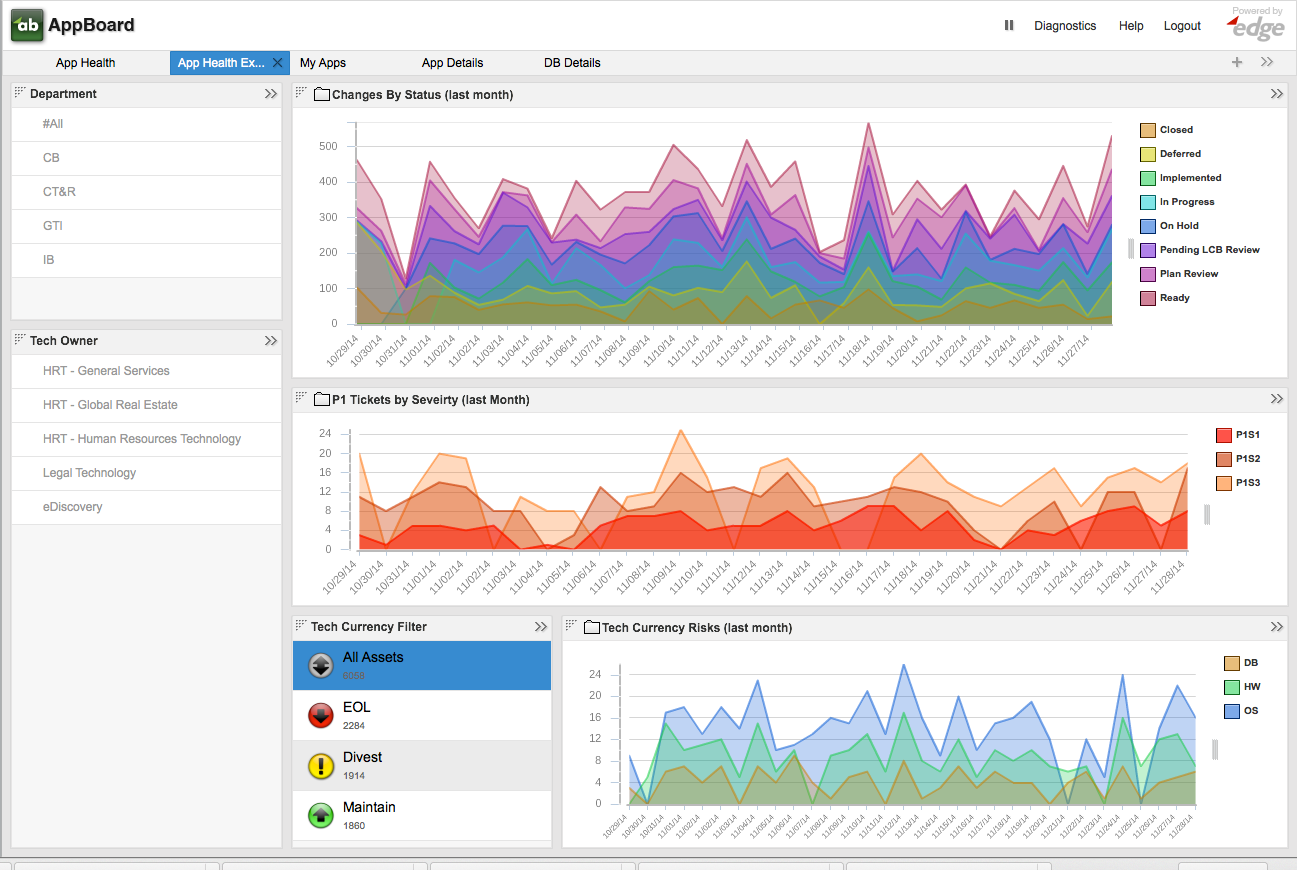 ab AppBoard
Diagnostics Help Logout
Powered by
edge
App Health App Health Ex... My Apps App Details DB Details
Department
#All
CB
CT&R
GTI
IB
Tech Owner
HRT - General Services
HRT - Global Real Estate
HRT - Human Resources Technology
Legal Technology
eDiscovery
Changes By Status (last month)
500
400
300
200
100
0
10/29/14 10/30/14 10/31/14 11/01/14 11/02/14 11/02/14 11/03/14 11/04/14 11/05/14 11/06/14 11/07/14 11/08/14 11/09/14 11/10/14 11/11/14 11/12/14 11/13/14 11/14/14 11/15/14 11/16/14 11/17/14 11/18/14 11/19/14 11/20/14 11/21/14 11/22/14 11/23/14 11/24/14 11/25/14 11/26/14 11/27/14
Closed
Deferred
Implemented
In Progress
On Hold
Pending LCB Review
Plan Review
Ready
P1 Tickets by Seveirty (last Month)
24
20
16
12
8
4
0
10/29/14 10/30/14 10/31/14 11/01/14 11/02/14 11/02/14 11/03/14 11/04/14 11/05/14 11/06/14 11/07/14 11/08/14 11/09/14 11/10/14 11/11/14 11/12/14 11/13/14 11/14/14 11/15/14 11/16/14 11/17/14 11/18/14 11/19/14 11/20/14 11/21/14 11/22/14 11/23/14 11/24/14 11/25/14 11/26/14 11/27/14 11/28/14
P1S1
P1S2
P1S3
Tech Currency Filter
All Assets
6058
EOL
2284
Divest
1914
Maintain
1860
Tech Currency Risks (last month)
24
20
16
12
8
4
0
10/29/14 10/30/14 10/31/14 11/01/14 11/02/14 11/02/14 11/03/14 11/04/14 11/05/14 11/06/14 11/07/14 11/08/14 11/09/14 11/10/14 11/11/14 11/12/14 11/13/14 11/14/14 11/15/14 11/16/14 11/17/14 11/18/14 11/19/14 11/20/14 11/21/14 11/22/14 11/23/14 11/24/14 11/25/14 11/26/14 11/27/14 11/28/14
DB
HW
OS